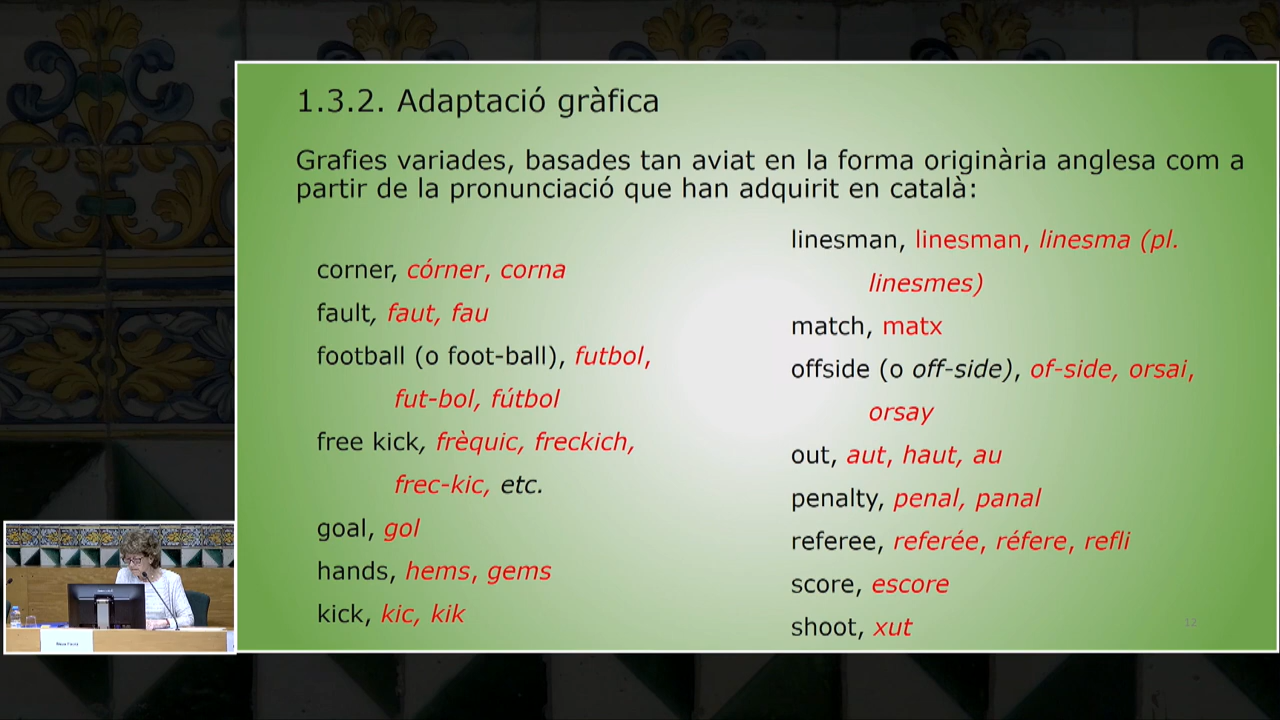 1.3.2. Adaptació gràfica
Grafies variades, basades tan aviat en la forma originària anglesa com a
partir de la pronunciació que han adquirit en català:
corner, córner, corna
fault, faut, fau
football (o foot-ball), futbol,
fut-bol, fútbol
free kick, frèquic, freckich,
frec-kic, etc.
goal, gol
hands, hems, gems
kick, kic, kik
linesman, linesman, linesma (pl.
linesmes)
match, matx
offside (o off-side), of-side, orsai,
orsay
out, aut, haut, au
penalty, penal, panal
referee, referée, réfere, refli
score, escore
shoot, xut
12